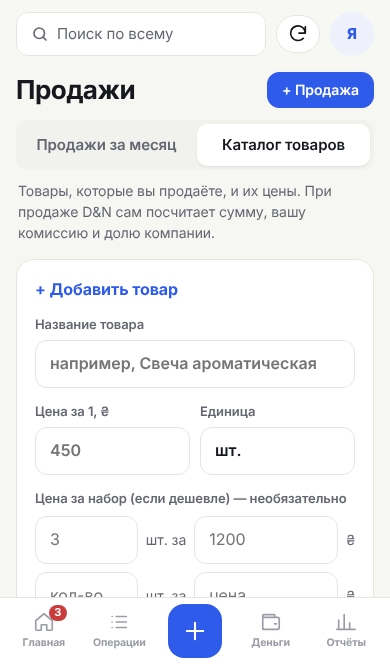 Поиск по всему
Я
Продажи
+ Продажа
Продажи за месяц
Каталог товаров
Товары, которые вы продаёте, и их цены. При
продаже D&N сам посчитает сумму, вашу
комиссию и долю компании.
+ Добавить товар
Название товара
например, Свеча ароматическая
Цена за 1, ₴ Единица
450 шт.
Цена за набор (если дешевле) — необязательно
3 шт. за 1200 ₴
кол-во шт. за цена ₴
3
Главная Операции Деньги Отчёты